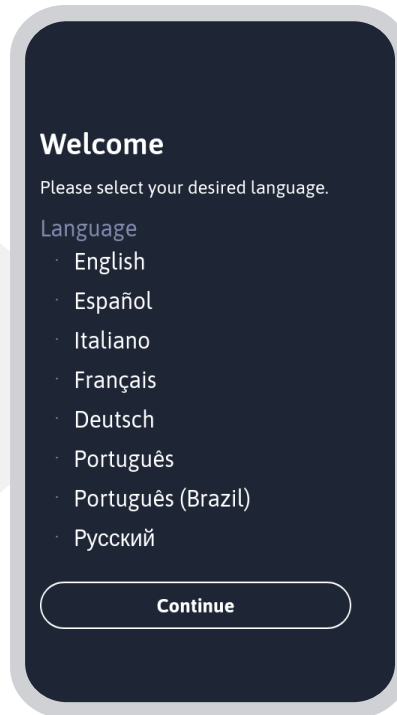 Welcome
Please select your desired language.
Language
English
Español
Italiano
Français
Deutsch
Português
Português (Brazil)
Русский
Continue